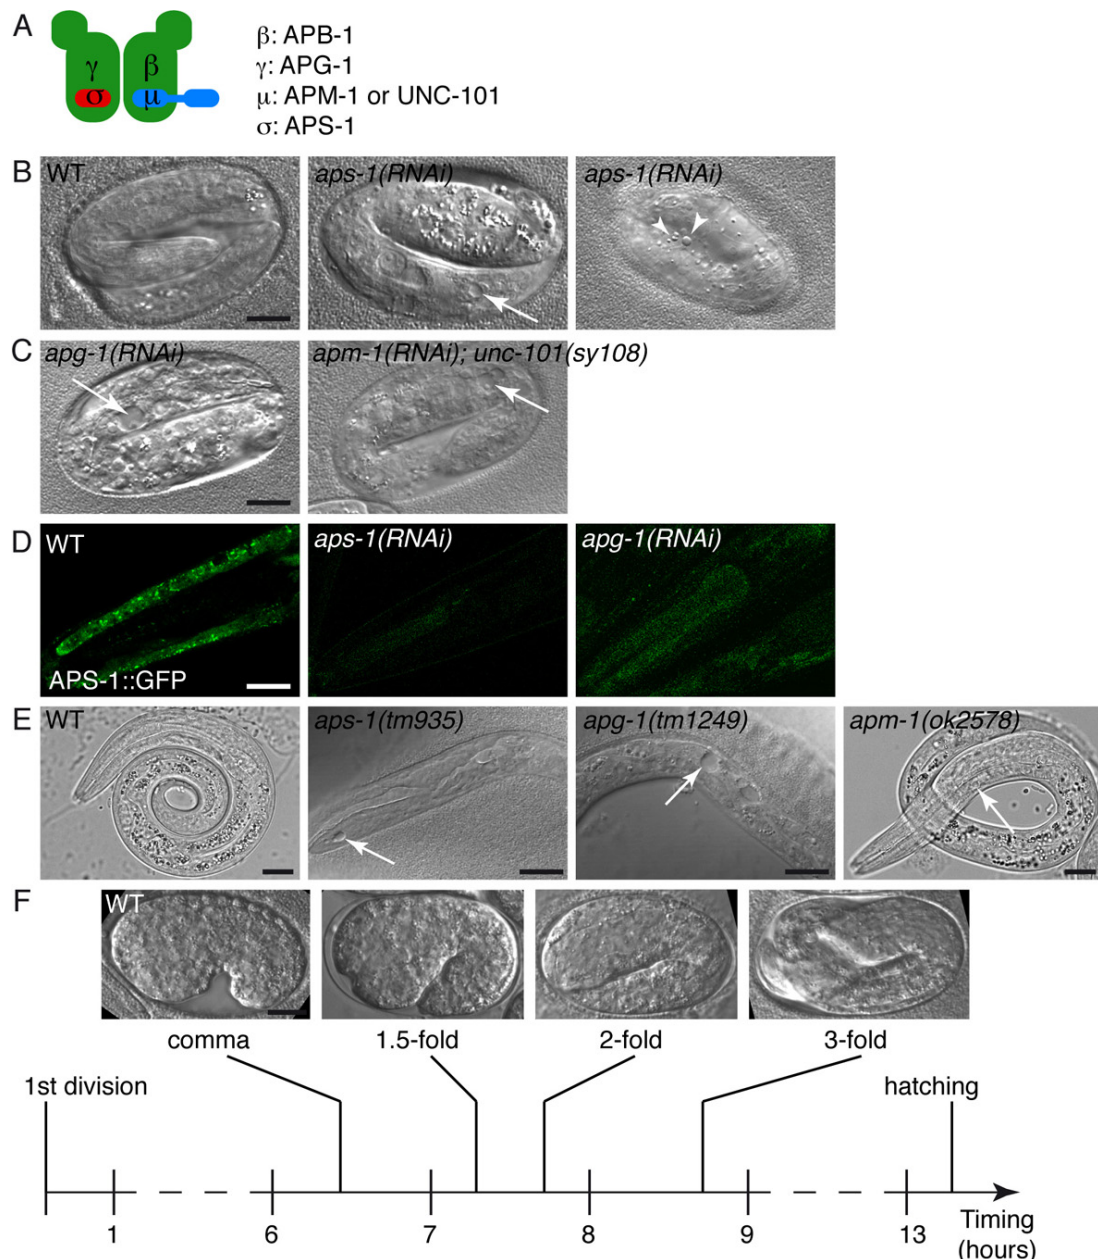 A
γ
β
σ
μ
β: APB-1
γ: APG-1
μ: APM-1 or UNC-101
σ: APS-1
B
WT
aps-1(RNAi)
aps-1(RNAi)
C
apg-1(RNAi)
apm-1(RNAi); unc-101(sy108)
D
WT
aps-1(RNAi)
apg-1(RNAi)
APS-1::GFP
E
WT
aps-1(tm935)
apg-1(tm1249)
apm-1(ok2578)
F
WT
comma
1.5-fold
2-fold
3-fold
1st division
hatching
1
6
7
8
9
13
Timing
(hours)